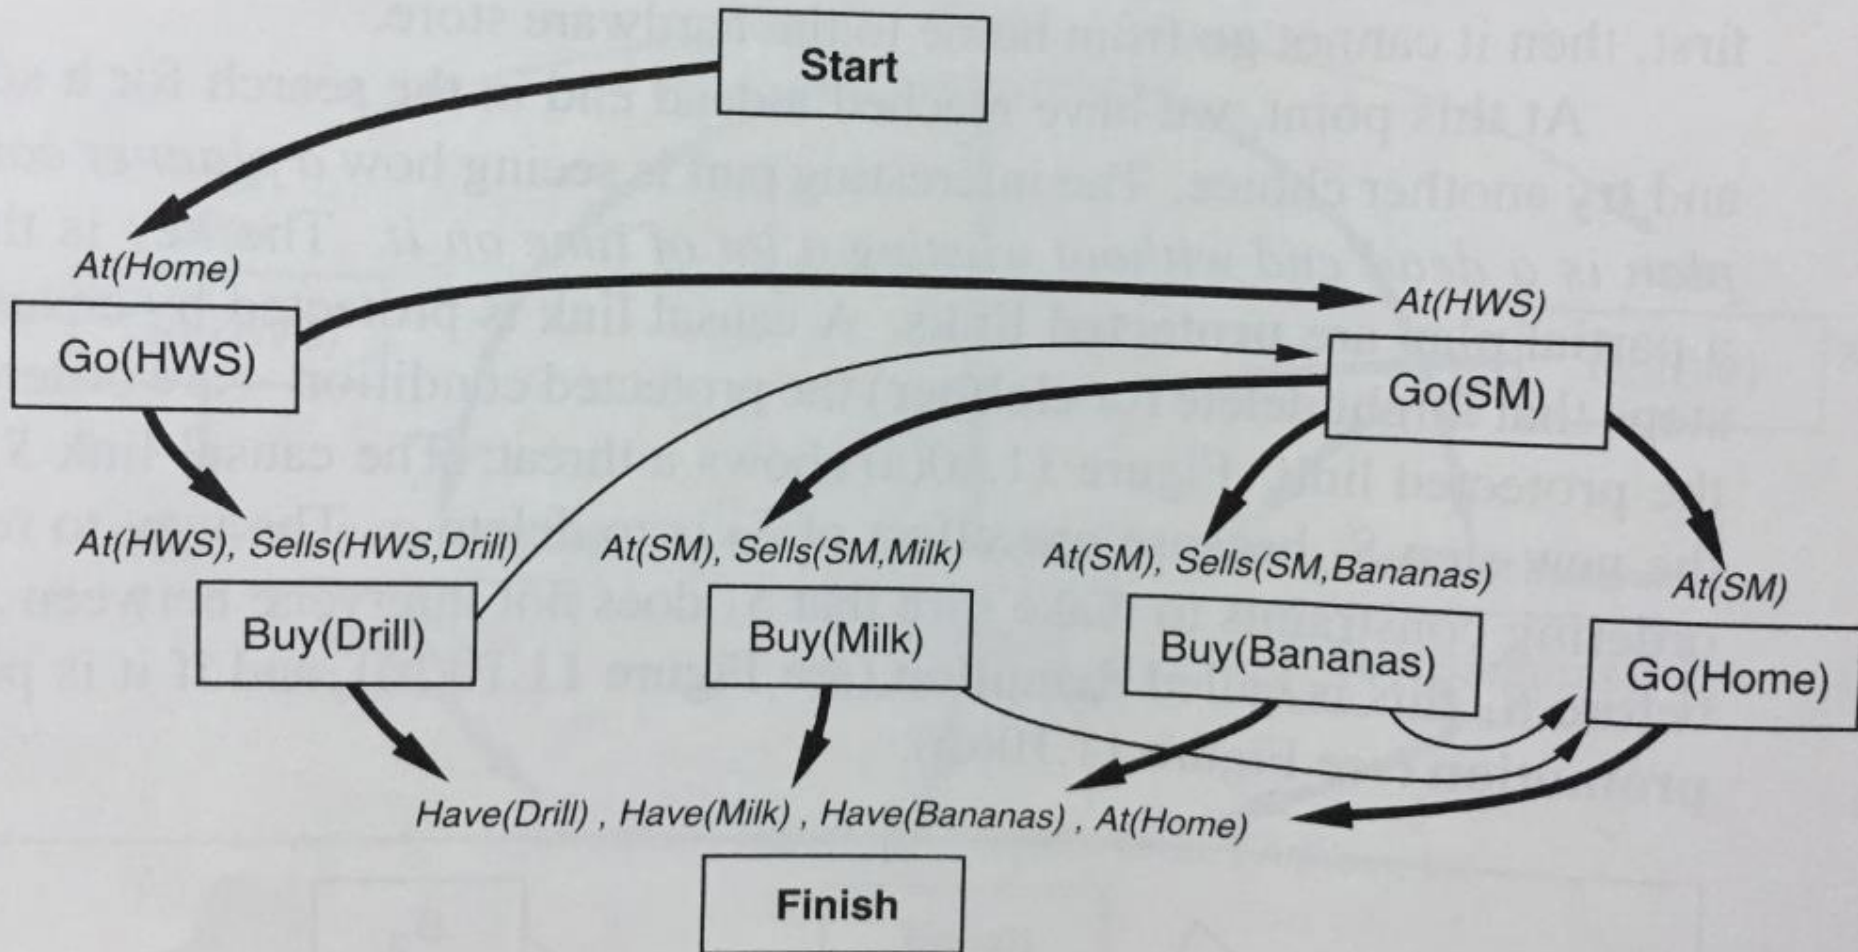 Start
At(Home)
Go(HWS)
At(HWS)
Go(SM)
At(HWS), Sells(HWS,Drill)
At(SM), Sells(SM,Milk)
At(SM), Sells(SM,Bananas)
At(SM)
Buy(Drill)
Buy(Milk)
Buy(Bananas)
Go(Home)
Have(Drill) , Have(Milk) , Have(Bananas) , At(Home)
Finish